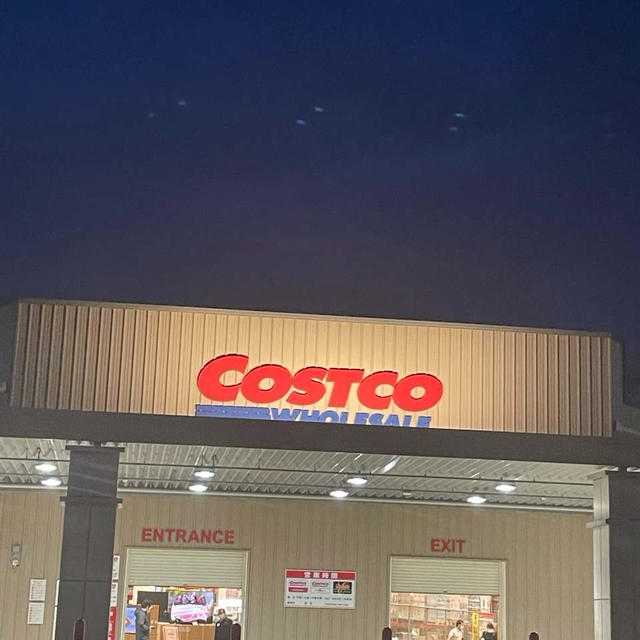 COSTCO
WHOLESALE
ENTRANCE
EXIT
営業時間